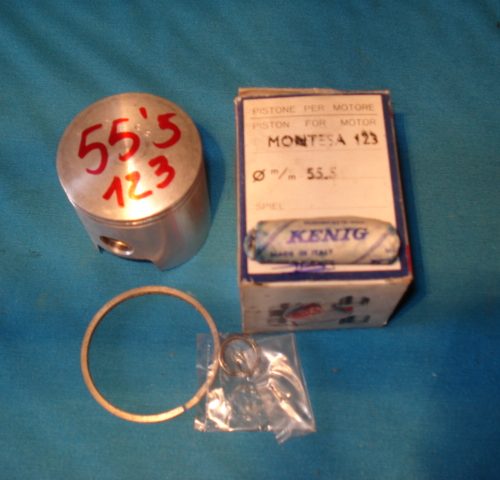 55'5
123
PISTONE PER MOTORE
PISTON FOR MOTOR
MONTESA 123
Ø m/m 55.5
SPIEL
KENIG
MADE IN ITALY